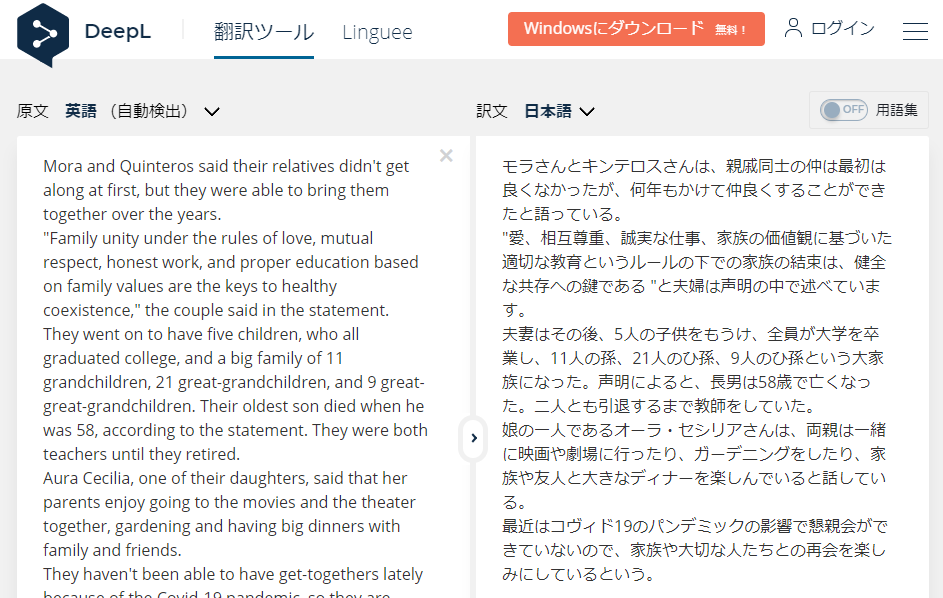 DeepL
翻訳ツール
Linguee
Windowsにダウンロード 無料！
ログイン
原文 英語 （自動検出）
訳文 日本語
OFF 用語集
Mora and Quinteros said their relatives didn't get
along at first, but they were able to bring them
together over the years.
"Family unity under the rules of love, mutual
respect, honest work, and proper education based
on family values are the keys to healthy
coexistence," the couple said in the statement.
They went on to have five children, who all
graduated college, and a big family of 11
grandchildren, 21 great-grandchildren, and 9 great-
great-grandchildren. Their oldest son died when he
was 58, according to the statement. They were both
teachers until they retired.
Aura Cecilia, one of their daughters, said that her
parents enjoy going to the movies and the theater
together, gardening and having big dinners with
family and friends.
They haven't been able to have get-togethers lately
because of the Covid-19 pandemic, so they are
モラさんとキンテロスさんは、親戚同士の仲は最初は
良くなかったが、何年もかけて仲良くすることができ
たと語っている。
"愛、相互尊重、誠実な仕事、家族の価値観に基づいた
適切な教育というルールの下での家族の結束は、健全
な共存への鍵である "と夫婦は声明の中で述べていま
す。
夫妻はその後、5人の子供をもうけ、全員が大学を卒
業し、11人の孫、21人のひ孫、9人のひ孫という大家
族になった。声明によると、長男は58歳で亡くなっ
た。二人とも引退するまで教師をしていた。
娘の一人であるオーラ・セシリアさんは、両親は一緒
に映画や劇場に行ったり、ガーデニングをしたり、家
族や友人と大きなディナーを楽しんでいると話してい
る。
最近はコヴィド19のパンデミックの影響で懇親会がで
きていないので、家族や大切な人たちとの再会を楽し
みにしているという。